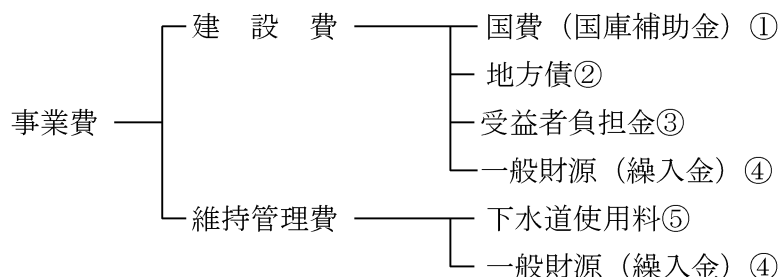 建　設　費
国費（国庫補助金）①
地方債②
事業費
受益者負担金③
一般財源（繰入金）④
維持管理費
下水道使用料⑤
一般財源（繰入金）④